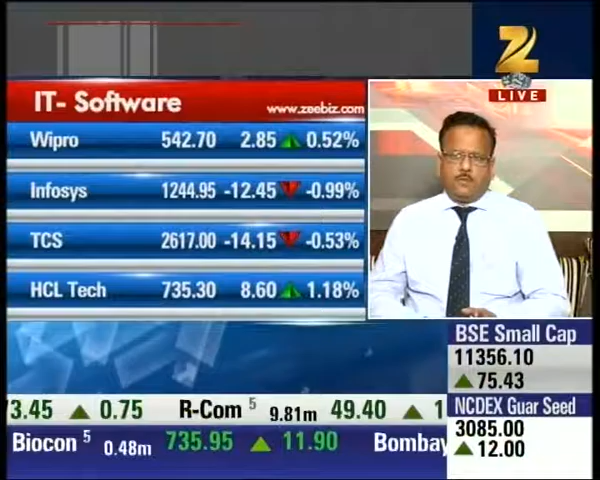 LIVE
IT- Software www.zeebiz.com
Wipro 542.70 2.85 0.52%
Infosys 1244.95 -12.45 -0.99%
TCS 2617.00 -14.15 -0.53%
HCL Tech 735.30 8.60 1.18%
BSE Small Cap
11356.10
75.43
NCDEX Guar Seed
3085.00
12.00
73.45 0.75 R-Com 5 9.81m 49.40 1
Biocon 5 0.48m 735.95 11.90 Bombay